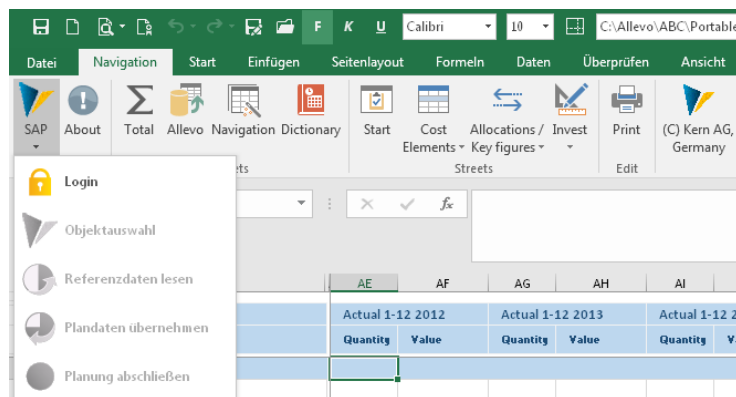 F K U Calibri 10 C:\Allevo\ABC\Portable
Datei Navigation Start Einfügen Seitenlayout Formeln Daten Überprüfen Ansicht
SAP About Total Allevo Navigation Dictionary Start Cost Allocations / Invest Print (C) Kern AG,
Elements Key figures Germany
ts Streets Edit
Login
fx
Objektauswahl
Referenzdaten lesen
AE AF AG AH AI
Actual 1-12 2012 Actual 1-12 2013 Actual 1-12 2
Plandaten übernehmen
Quantity Value Quantity Value Quantity V
Planung abschließen